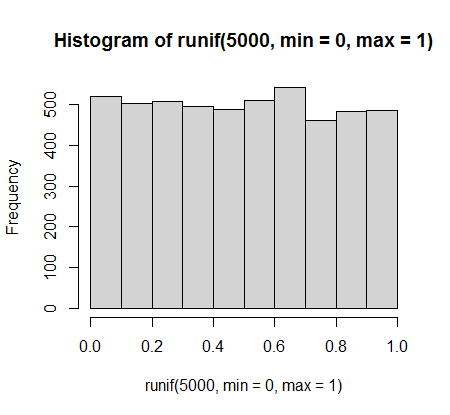 Histogram of runif(5000, min = 0, max = 1)
Frequency
500
400
300
200
100
0
0.0 0.2 0.4 0.6 0.8 1.0
runif(5000, min = 0, max = 1)